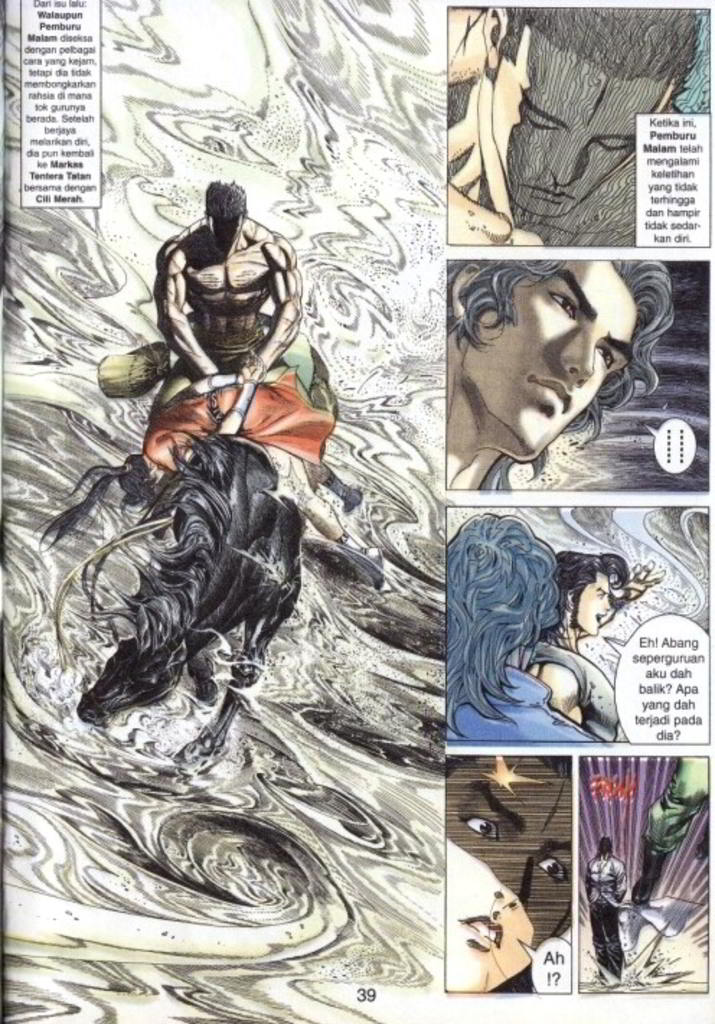 Dari isu lalu:
Walaupun
Pemburu
Malam diseksa
dengan pelbagai
cara yang kejam,
tetapi dia tidak
membongkarkan
rahsia di mana
tok gurunya
berada. Setelah
berjaya
melarikan diri,
dia pun kembali
ke Markas
Tentera Tatan
bersama dengan
Cili Merah.
Ketika ini,
Pemburu
Malam telah
mengalami
keletihan
yang tidak
terhingga
dan hampir
tidak sedar-
kan diri.
Eh! Abang
seperguruan
aku dah
balik? Apa
yang dah
terjadi pada
dia?
Ah
!?
39